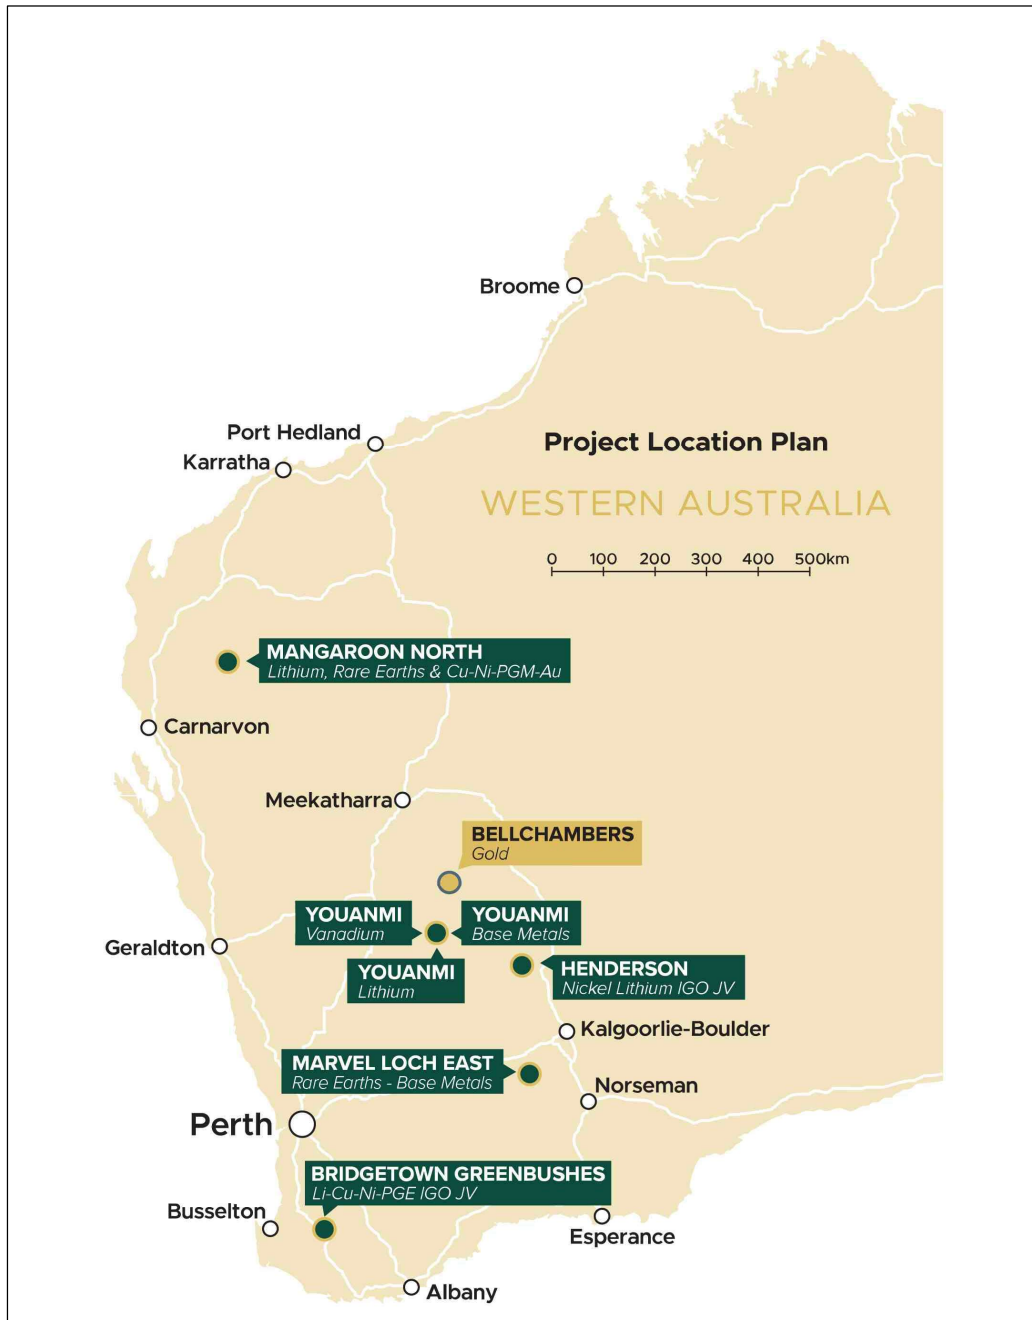 Broome
Port Hedland
Karratha
Project Location Plan
WESTERN AUSTRALIA
0 100 200 300 400 500km
MANGAROON NORTH
Lithium, Rare Earths & Cu-Ni-PGM-Au
Carnarvon
Meekatharra
BELLCHAMBERS
Gold
YOUANMI
Vanadium
YOUANMI
Base Metals
YOUANMI
Lithium
Geraldton
HENDERSON
Nickel Lithium IGO JV
Kalgoorlie-Boulder
MARVEL LOCH EAST
Rare Earths - Base Metals
Norseman
Perth
BRIDGETOWN GREENBUSHES
Li-Cu-Ni-PGE IGO JV
Busselton
Esperance
Albany